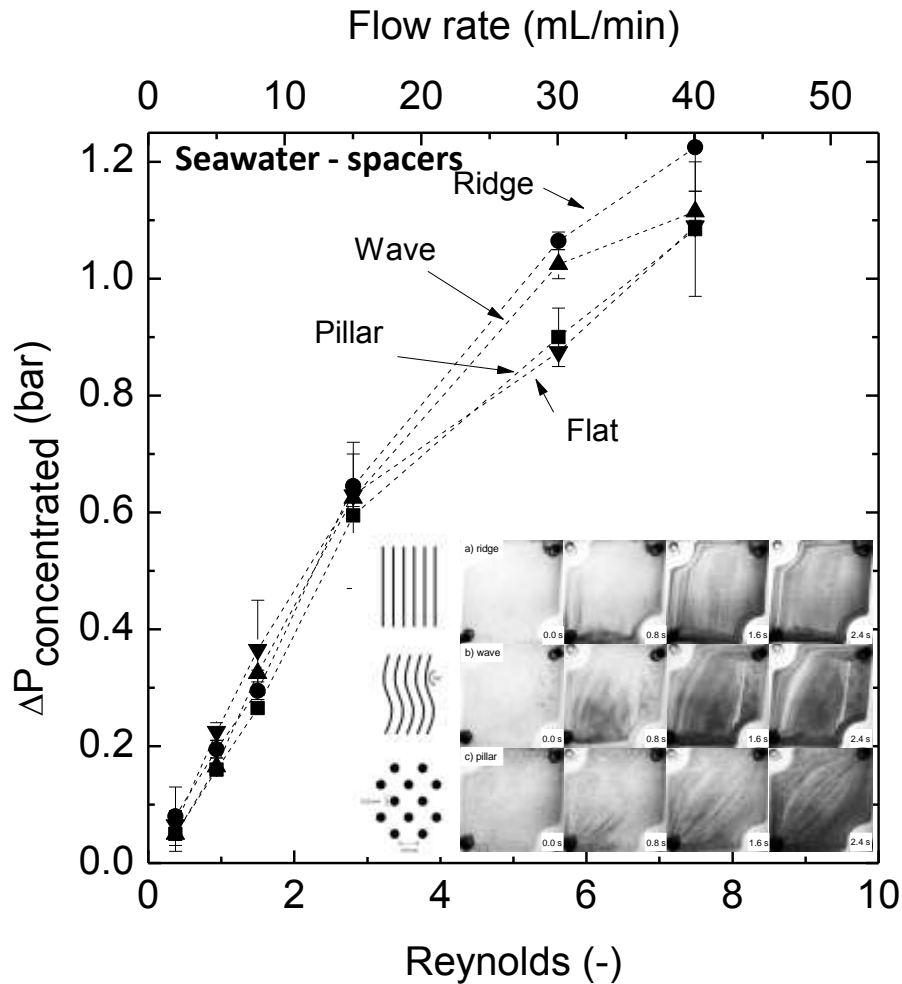 Flow rate (mL/min)
0 10 20 30 40 50
Seawater - spacers
Ridge
Wave
Pillar
Flat
ΔP concentrated (bar)
1.2
1.0
0.8
0.6
0.4
0.2
0.0
a) ridge
0.0 s 0.8 s 1.6 s 2.4 s
b) wave
0.0 s 0.8 s 1.6 s 2.4 s
c) pillar
0.0 s 0.8 s 1.6 s 2.4 s
0 2 4 6 8 10
Reynolds (-)